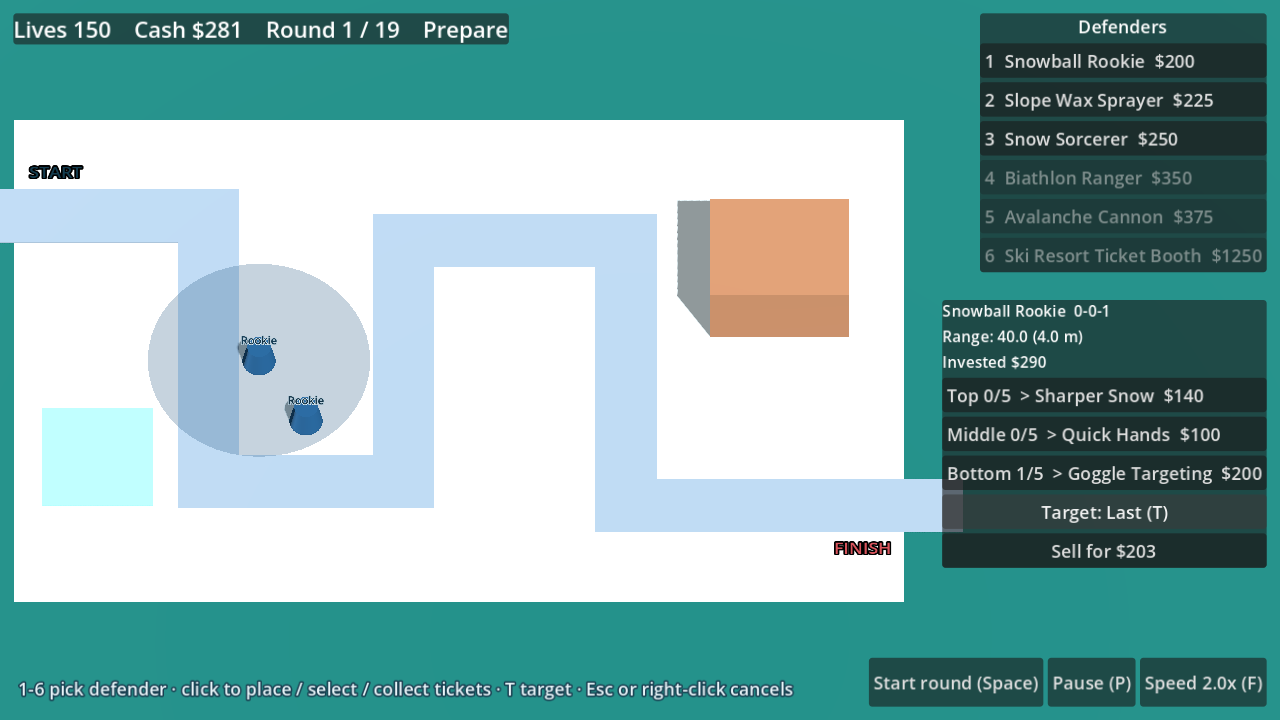 Lives 150 Cash $281 Round 1 / 19 Prepare
Defenders
1 Snowball Rookie $200
2 Slope Wax Sprayer $225
3 Snow Sorcerer $250
4 Biathlon Ranger $350
5 Avalanche Cannon $375
6 Ski Resort Ticket Booth $1250
START
Rookie
Rookie
FINISH
Snowball Rookie 0-0-1
Range: 40.0 (4.0 m)
Invested $290
Top 0/5 > Sharper Snow $140
Middle 0/5 > Quick Hands $100
Bottom 1/5 > Goggle Targeting $200
Target: Last (T)
Sell for $203
1-6 pick defender · click to place / select / collect tickets · T target · Esc or right-click cancels
Start round (Space) Pause (P) Speed 2.0x (F)